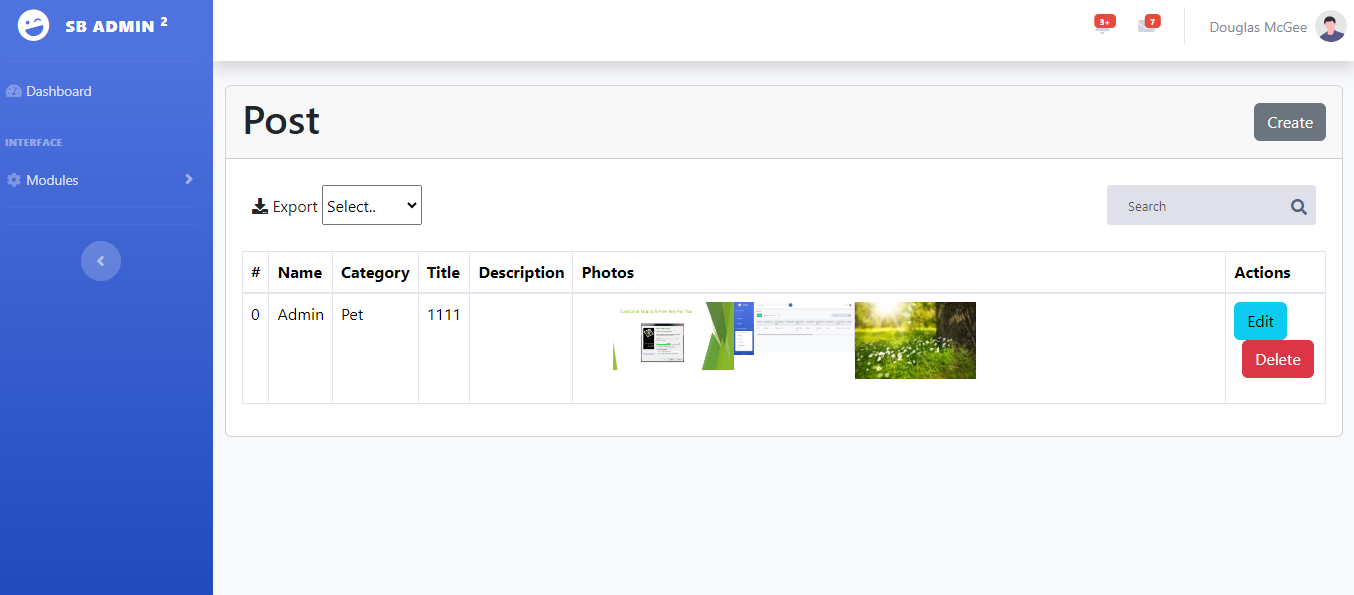 SB ADMIN 2
3+
7
Douglas McGee
Dashboard
INTERFACE
Modules
Post
Create
Export Select..
Search
# Name Category Title Description Photos Actions
0 Admin Pet 1111 Edit
Delete